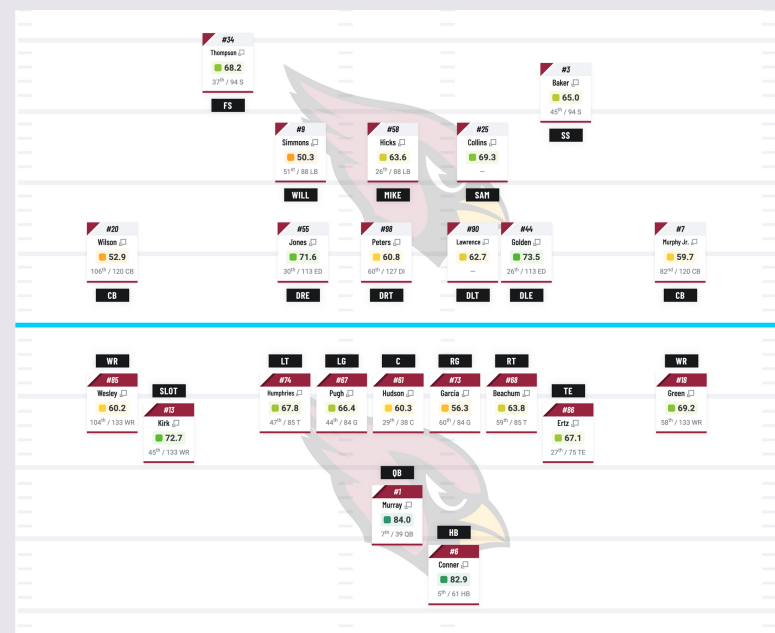 #34
Thompson
68.2
37th / 94 S
FS
#3
Baker
65.0
45th / 94 S
SS
#9
Simmons
50.3
51st / 88 LB
WILL
#58
Hicks
63.6
26th / 88 LB
MIKE
#25
Collins
69.3
—
SAM
#20
Wilson
52.9
106th / 120 CB
CB
#55
Jones
71.6
30th / 113 ED
DRE
#98
Peters
60.8
60th / 127 DI
DRT
#90
Lawrence
62.7
—
DLT
#44
Golden
73.5
26th / 113 ED
DLE
#7
Murphy Jr.
59.7
82nd / 120 CB
CB
WR
#85
Wesley
60.2
104th / 133 WR
SLOT
#13
Kirk
72.7
45th / 133 WR
LT
#74
Humphries
67.8
47th / 85 T
LG
#67
Pugh
66.4
44th / 84 G
C
#61
Hudson
60.3
29th / 38 C
RG
#73
Garcia
56.3
60th / 84 G
RT
#68
Beachum
63.8
59th / 85 T
TE
#86
Ertz
67.1
27th / 75 TE
WR
#18
Green
69.2
58th / 133 WR
QB
#1
Murray
84.0
7th / 39 QB
HB
#6
Conner
82.9
5th / 61 HB